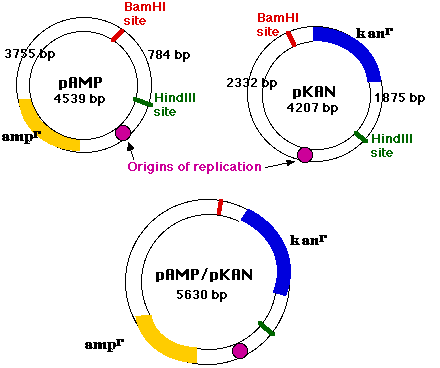 BamHI
site
3755 bp
784 bp
pAMP
4539 bp
HindIII
site
ampr
BamHI
site
kanr
2332 bp
pKAN
4207 bp
1875 bp
HindIII
site
Origins of replication
kanr
pAMP/pKAN
5630 bp
ampr